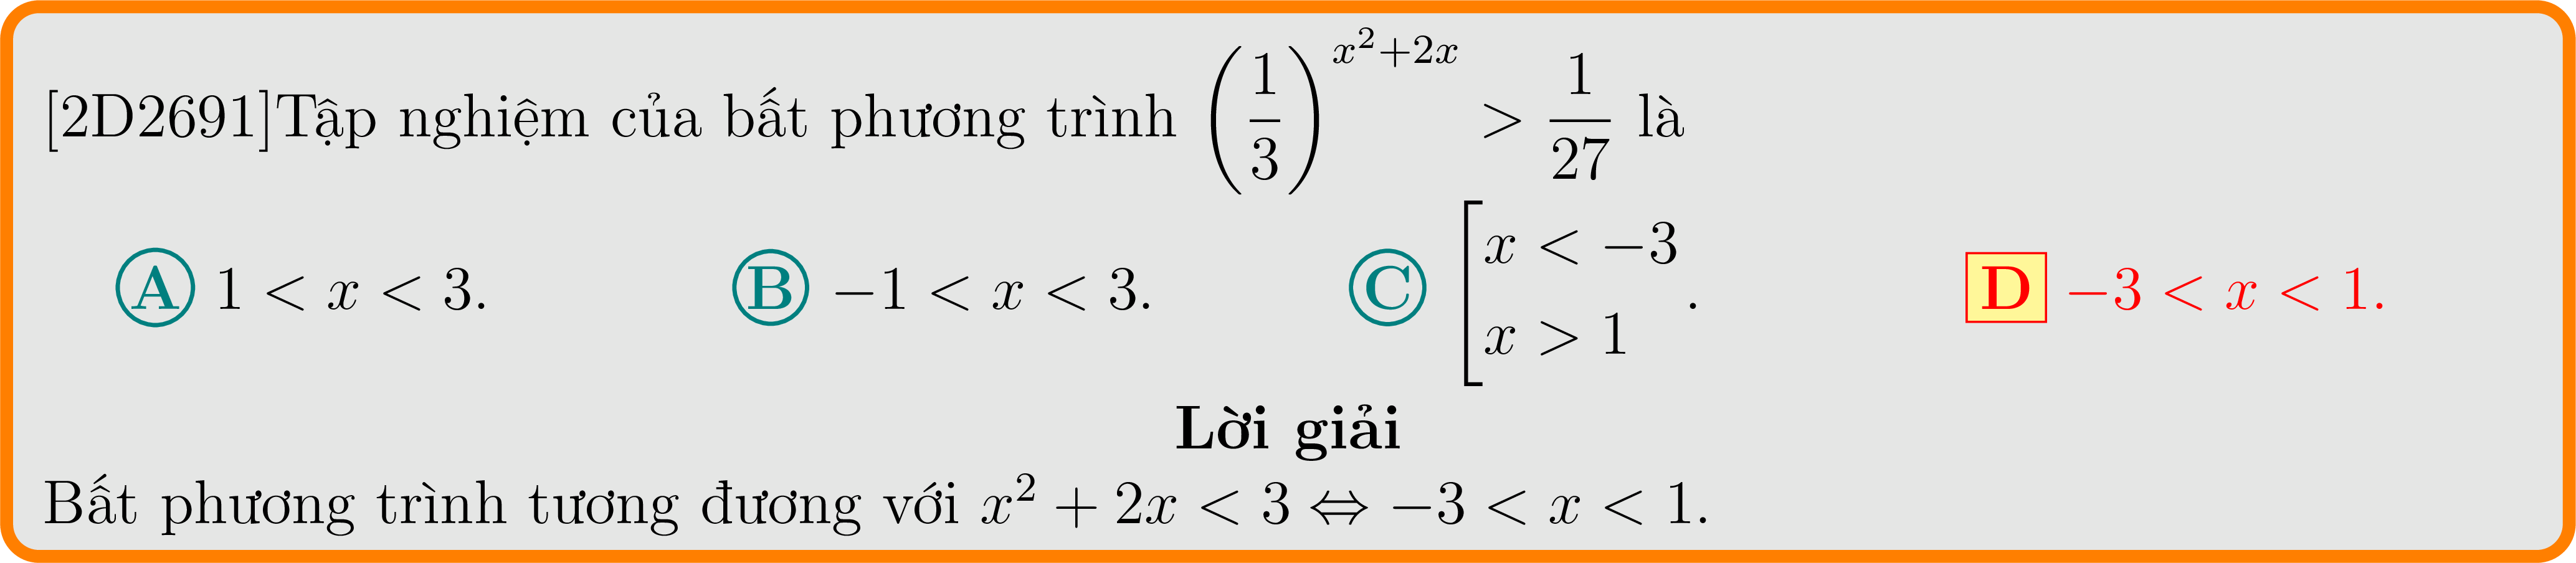 [2D2691]Tập nghiệm của bất phương trình $\left(\dfrac{1}{3}\right)^{x^2+2x} > \dfrac{1}{27}$ là
Ⓐ $1 < x < 3.$ Ⓑ $-1 < x < 3.$ Ⓒ $\left[\begin{array}{l} x < -3 \\ x > 1 \end{array}\right..$ D $-3 < x < 1.$
Lời giải
Bất phương trình tương đương với $x^2 + 2x < 3 \Leftrightarrow -3 < x < 1.$